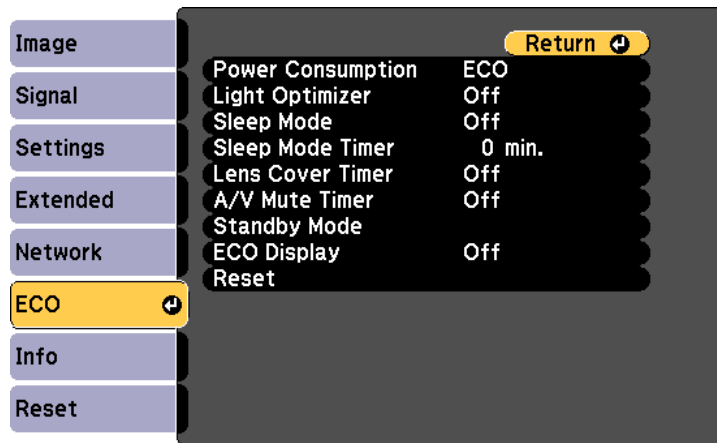 Image
Signal
Settings
Extended
Network
ECO
Info
Reset
Return
Power Consumption ECO
Light Optimizer Off
Sleep Mode Off
Sleep Mode Timer 0 min.
Lens Cover Timer Off
A/V Mute Timer Off
Standby Mode
ECO Display Off
Reset